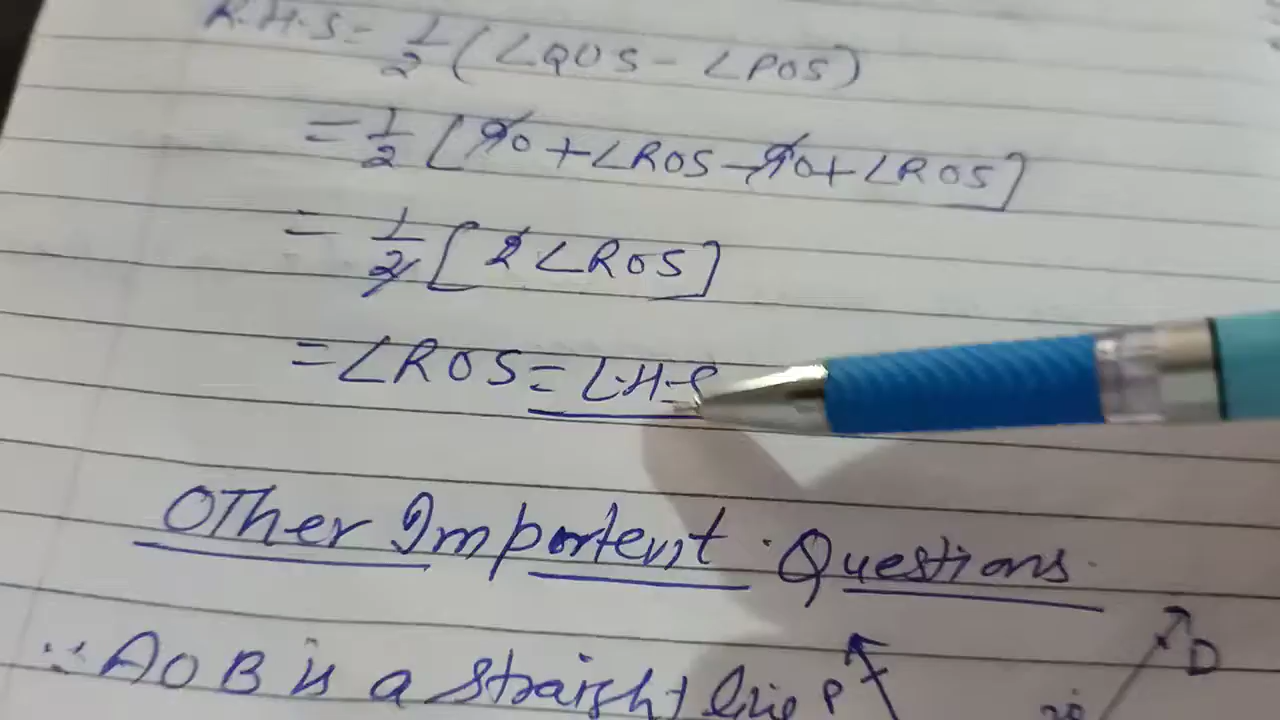 R.H.S = 1/2 (∠QOS - ∠POS)
= 1/2 [90 + ∠ROS - 90 + ∠ROS]
= 1/2 [2∠ROS]
= ∠ROS = L.H.S
OTher Importent Questions.
∵ AOB is a straight line P
D